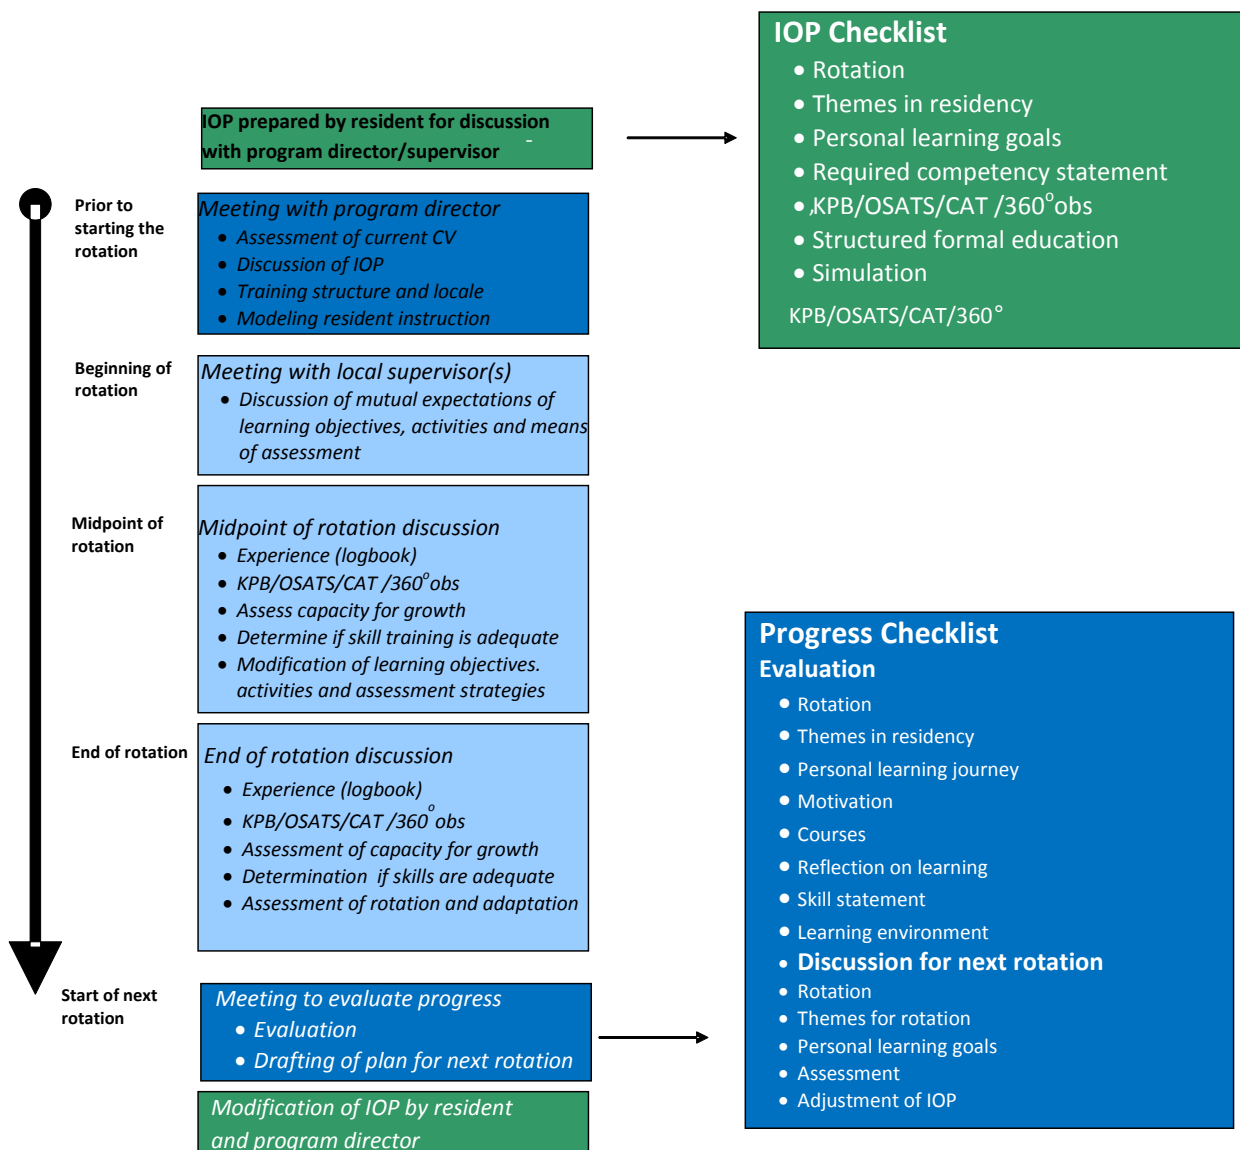 IOP prepared by resident for discussion
with program director/supervisor -
Prior to
starting the
rotation
Meeting with program director
• Assessment of current CV
• Discussion of IOP
• Training structure and locale
• Modeling resident instruction
Beginning of
rotation
Meeting with local supervisor(s)
• Discussion of mutual expectations of
learning objectives, activities and means
of assessment
Midpoint of
rotation
Midpoint of rotation discussion
• Experience (logbook)
• KPB/OSATS/CAT /360°obs
• Assess capacity for growth
• Determine if skill training is adequate
• Modification of learning objectives.
activities and assessment strategies
End of rotation
End of rotation discussion
• Experience (logbook)
• KPB/OSATS/CAT /360°obs
• Assessment of capacity for growth
• Determination if skills are adequate
• Assessment of rotation and adaptation
Start of next
rotation
Meeting to evaluate progress
• Evaluation
• Drafting of plan for next rotation
Modification of IOP by resident
and program director
IOP Checklist
• Rotation
• Themes in residency
• Personal learning goals
• Required competency statement
• ,KPB/OSATS/CAT /360°obs
• Structured formal education
• Simulation
KPB/OSATS/CAT/360°
Progress Checklist
Evaluation
• Rotation
• Themes in residency
• Personal learning journey
• Motivation
• Courses
• Reflection on learning
• Skill statement
• Learning environment
• Discussion for next rotation
• Rotation
• Themes for rotation
• Personal learning goals
• Assessment
• Adjustment of IOP